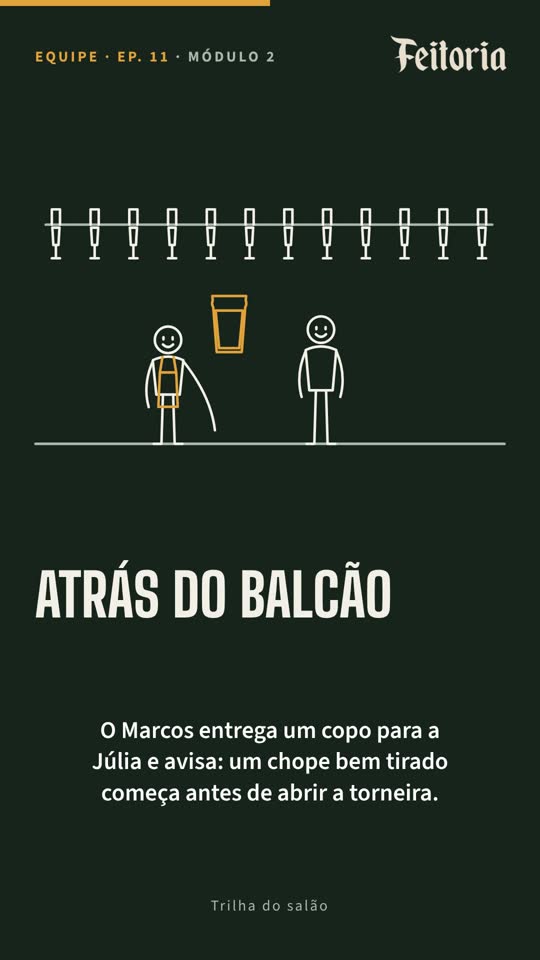 EQUIPE · EP. 11 · MÓDULO 2
Feitoria
ATRÁS DO BALCÃO
O Marcos entrega um copo para a
Júlia e avisa: um chope bem tirado
começa antes de abrir a torneira.
Trilha do salão